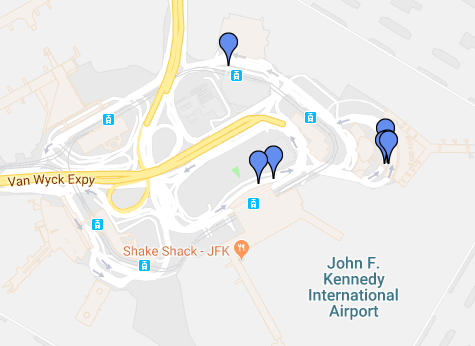 Van Wyck Expy
Shake Shack - JFK
John F.
Kennedy
International
Airport